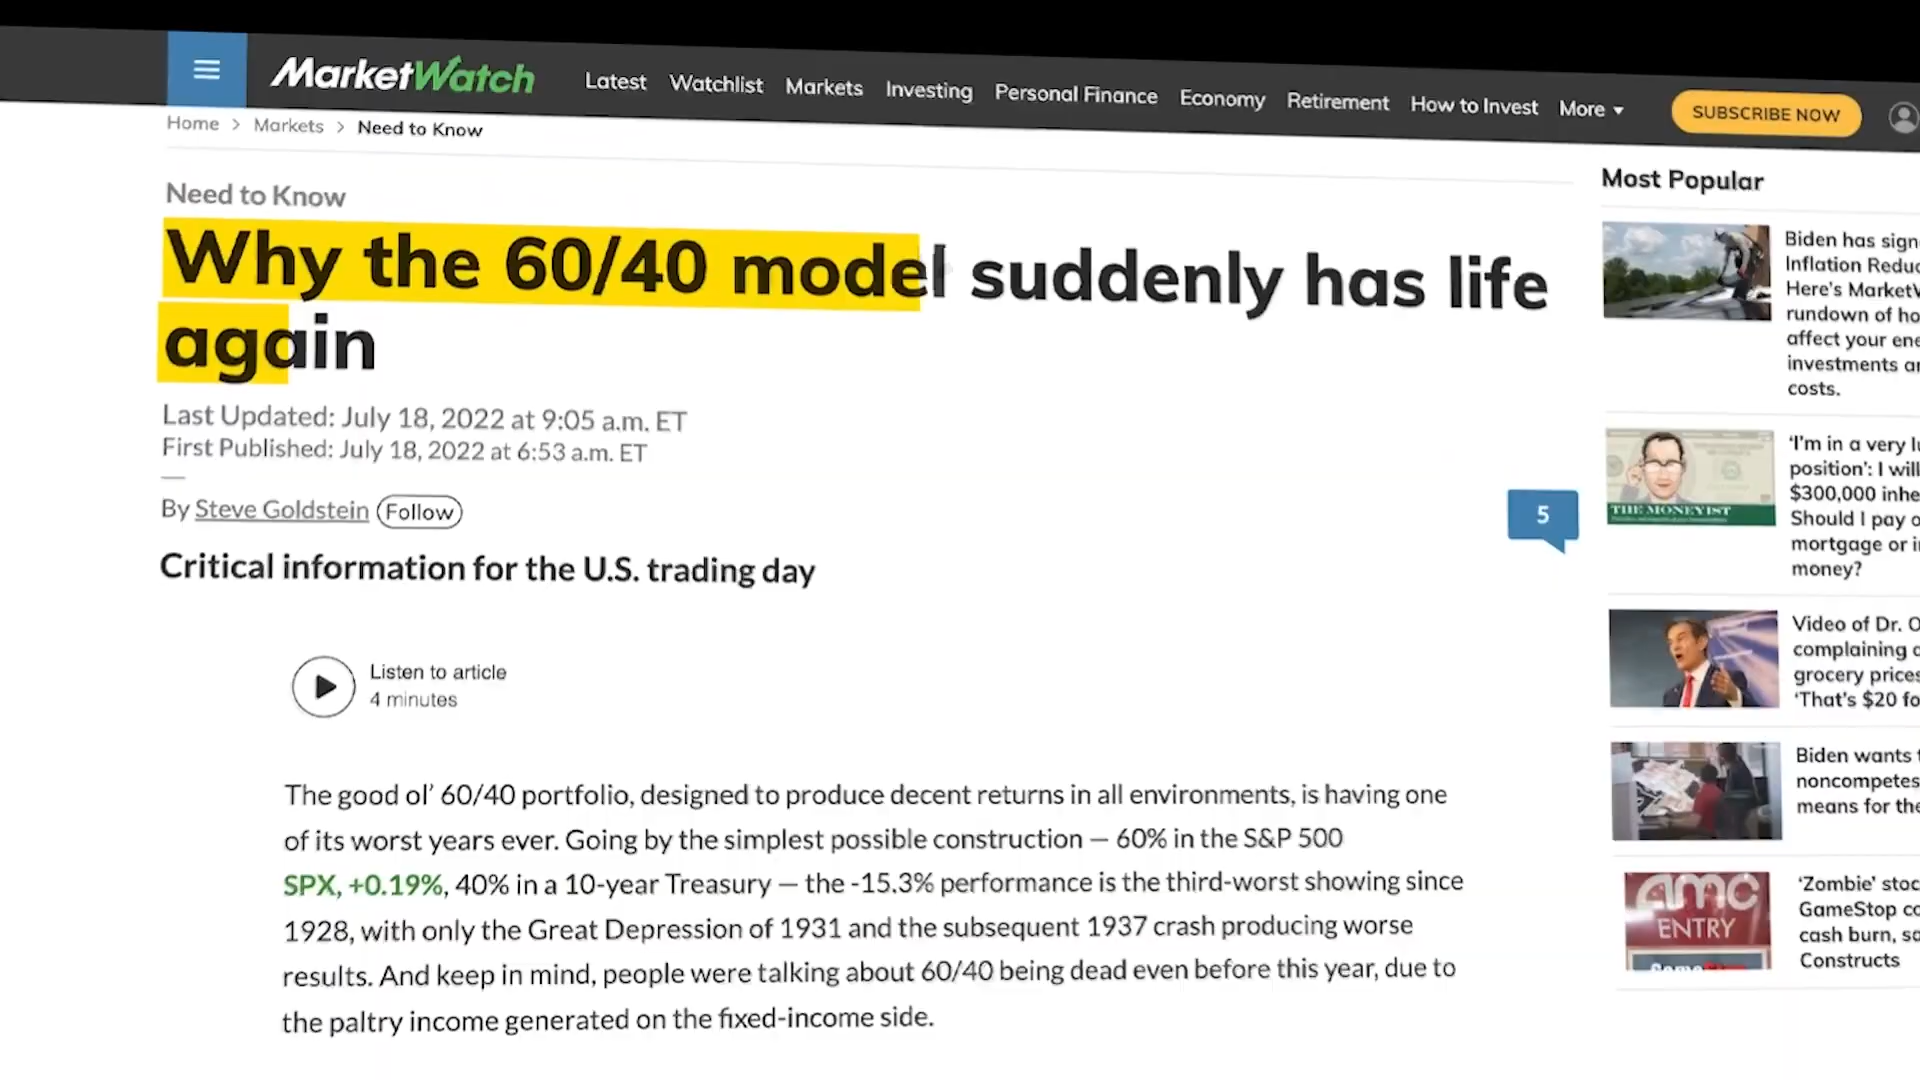 MarketWatch
Latest Watchlist Markets Investing Personal Finance Economy Retirement How to Invest More
SUBSCRIBE NOW
Home > Markets > Need to Know
Need to Know
Why the 60/40 model suddenly has life
again
Last Updated: July 18, 2022 at 9:05 a.m. ET
First Published: July 18, 2022 at 6:53 a.m. ET
By Steve Goldstein Follow
5
Critical information for the U.S. trading day
Listen to article
4 minutes
The good ol' 60/40 portfolio, designed to produce decent returns in all environments, is having one
of its worst years ever. Going by the simplest possible construction — 60% in the S&P 500
SPX, +0.19%, 40% in a 10-year Treasury — the -15.3% performance is the third-worst showing since
1928, with only the Great Depression of 1931 and the subsequent 1937 crash producing worse
results. And keep in mind, people were talking about 60/40 being dead even before this year, due to
the paltry income generated on the fixed-income side.
Most Popular
Biden has sign
Inflation Reduc
Here's Market
rundown of ho
affect your ene
investments a
costs.
THE MONEYIST
'I'm in a very l
position': I will
$300,000 inhe
Should I pay o
mortgage or i
money?
Video of Dr. O
complaining
grocery prices
'That's $20 fo
Biden wants
noncompetes
means for the
AMC
ENTRY
'Zombie' stoc
GameStop co
cash burn, sa
Constructs